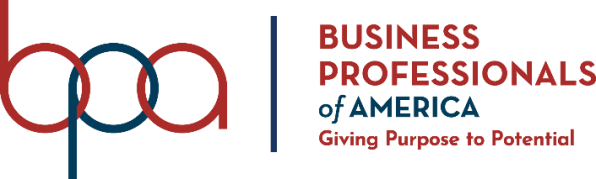 bpa
BUSINESS
PROFESSIONALS
of AMERICA
Giving Purpose to Potential